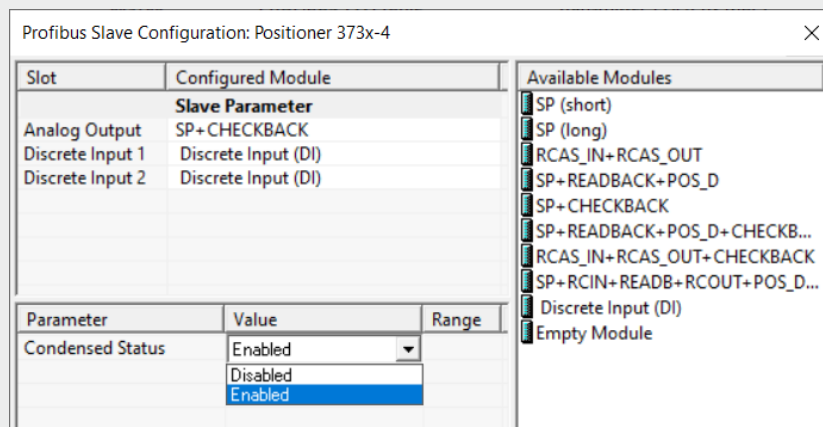 Profibus Slave Configuration: Positioner 373x-4
Slot Configured Module
Slave Parameter
Analog Output SP+CHECKBACK
Discrete Input 1 Discrete Input (DI)
Discrete Input 2 Discrete Input (DI)
Parameter Value Range
Condensed Status Enabled
Disabled
Enabled
Available Modules
SP (short)
SP (long)
RCAS_IN+RCAS_OUT
SP+READBACK+POS_D
SP+CHECKBACK
SP+READBACK+POS_D+CHECKB...
RCAS_IN+RCAS_OUT+CHECKBACK
SP+RCIN+READB+RCOUT+POS_D...
Discrete Input (DI)
Empty Module